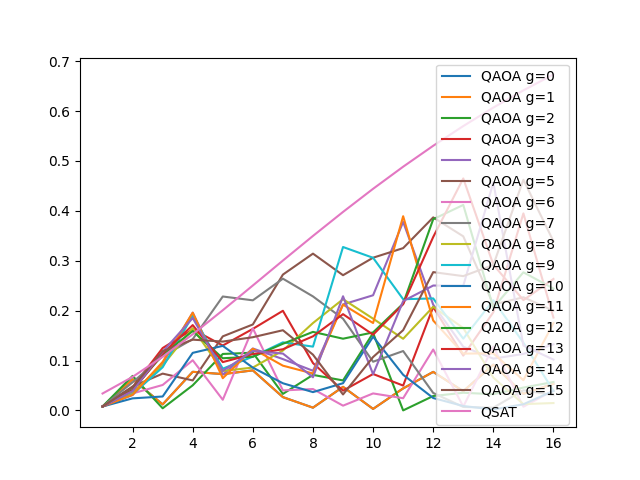 0.7
0.6
0.5
0.4
0.3
0.2
0.1
0.0
2
4
6
8
10
12
14
16
QAOA g=0
QAOA g=1
QAOA g=2
QAOA g=3
QAOA g=4
QAOA g=5
QAOA g=6
QAOA g=7
QAOA g=8
QAOA g=9
QAOA g=10
QAOA g=11
QAOA g=12
QAOA g=13
QAOA g=14
QAOA g=15
QSAT